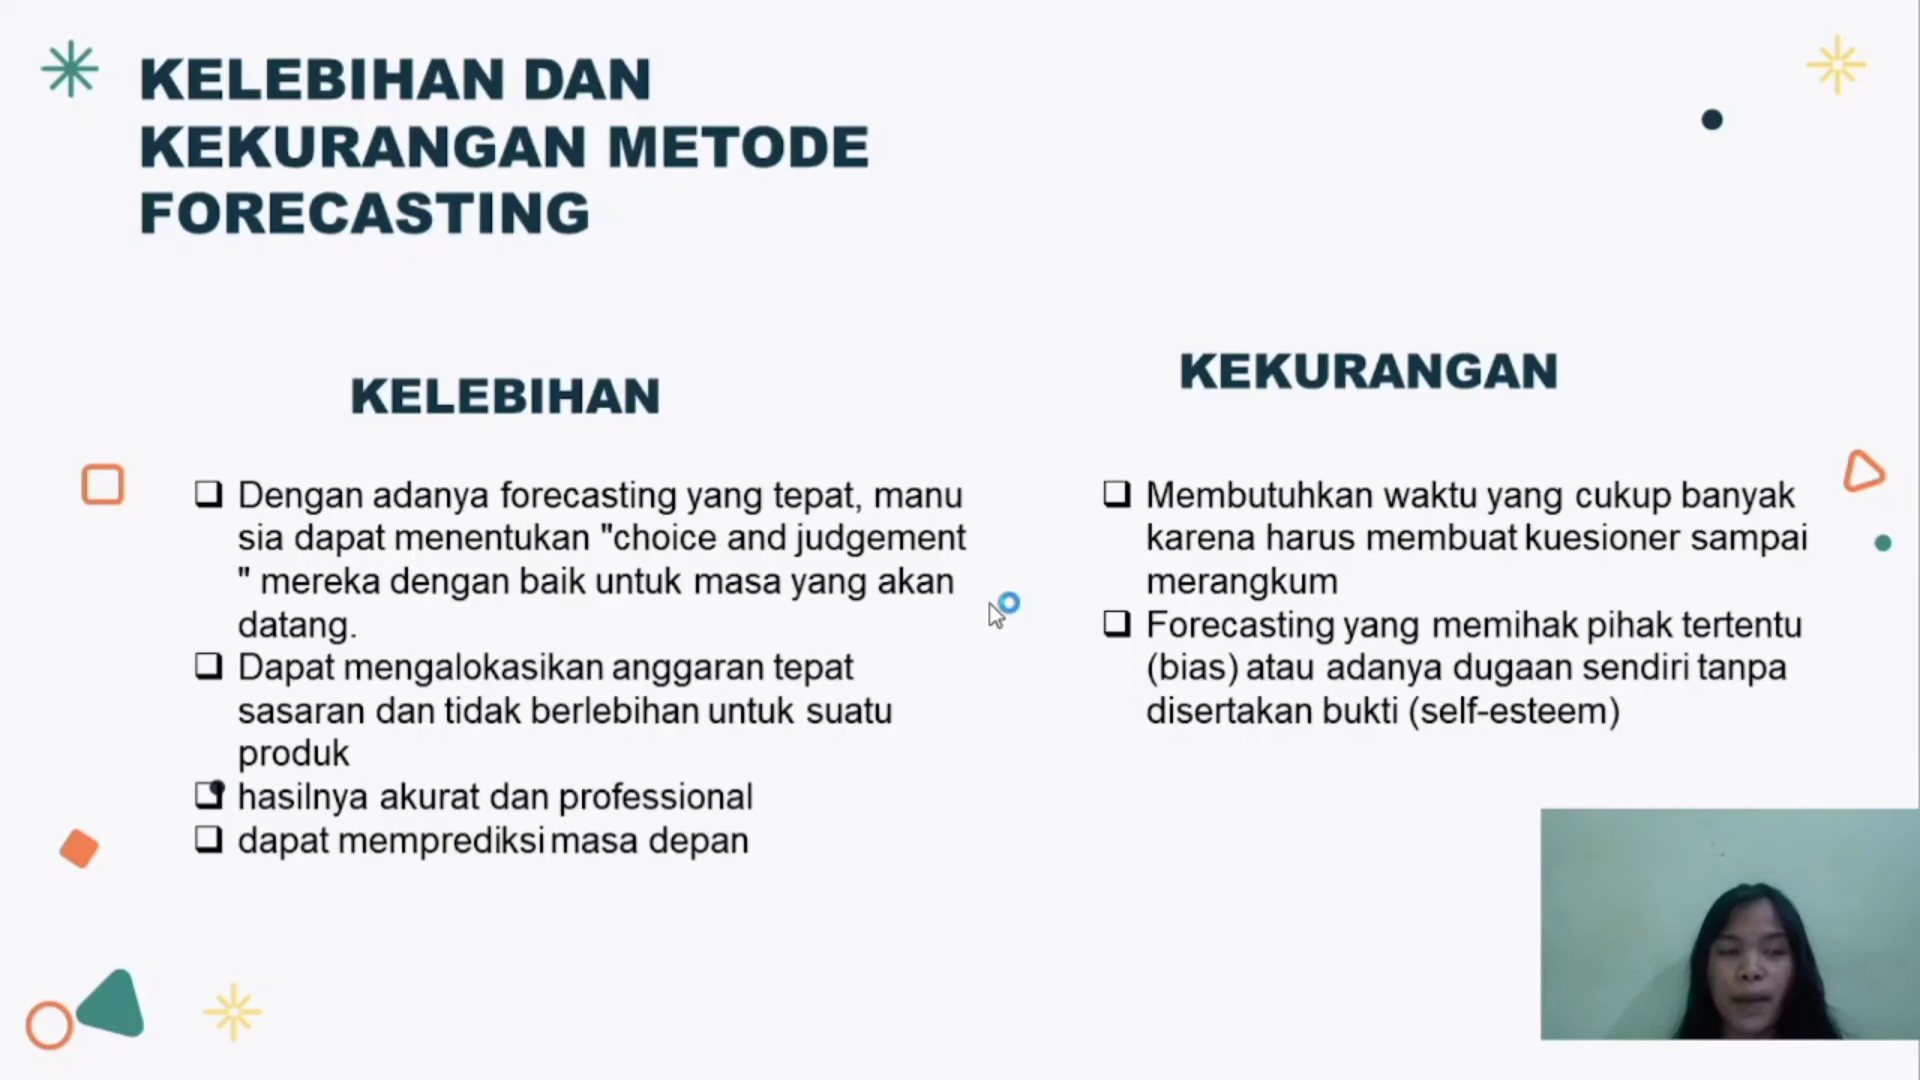 KELEBIHAN DAN
KEKURANGAN METODE
FORECASTING
KELEBIHAN
Dengan adanya forecasting yang tepat, manu
sia dapat menentukan "choice and judgement
" mereka dengan baik untuk masa yang akan
datang.
Dapat mengalokasikan anggaran tepat
sasaran dan tidak berlebihan untuk suatu
produk
hasilnya akurat dan professional
dapat memprediksi masa depan
KEKURANGAN
Membutuhkan waktu yang cukup banyak
karena harus membuat kuesioner sampai
merangkum
Forecasting yang memihak pihak tertentu
(bias) atau adanya dugaan sendiri tanpa
disertakan bukti (self-esteem)